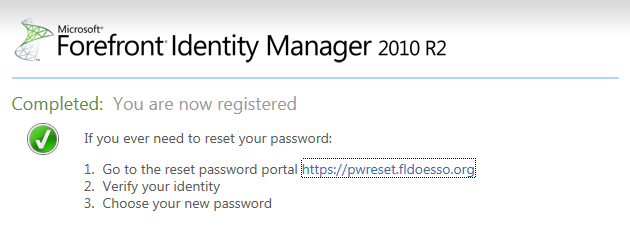 Microsoft®
Forefront® Identity Manager 2010 R2
Completed: You are now registered
If you ever need to reset your password:
1. Go to the reset password portal https://pwreset.fldoesso.org
2. Verify your identity
3. Choose your new password